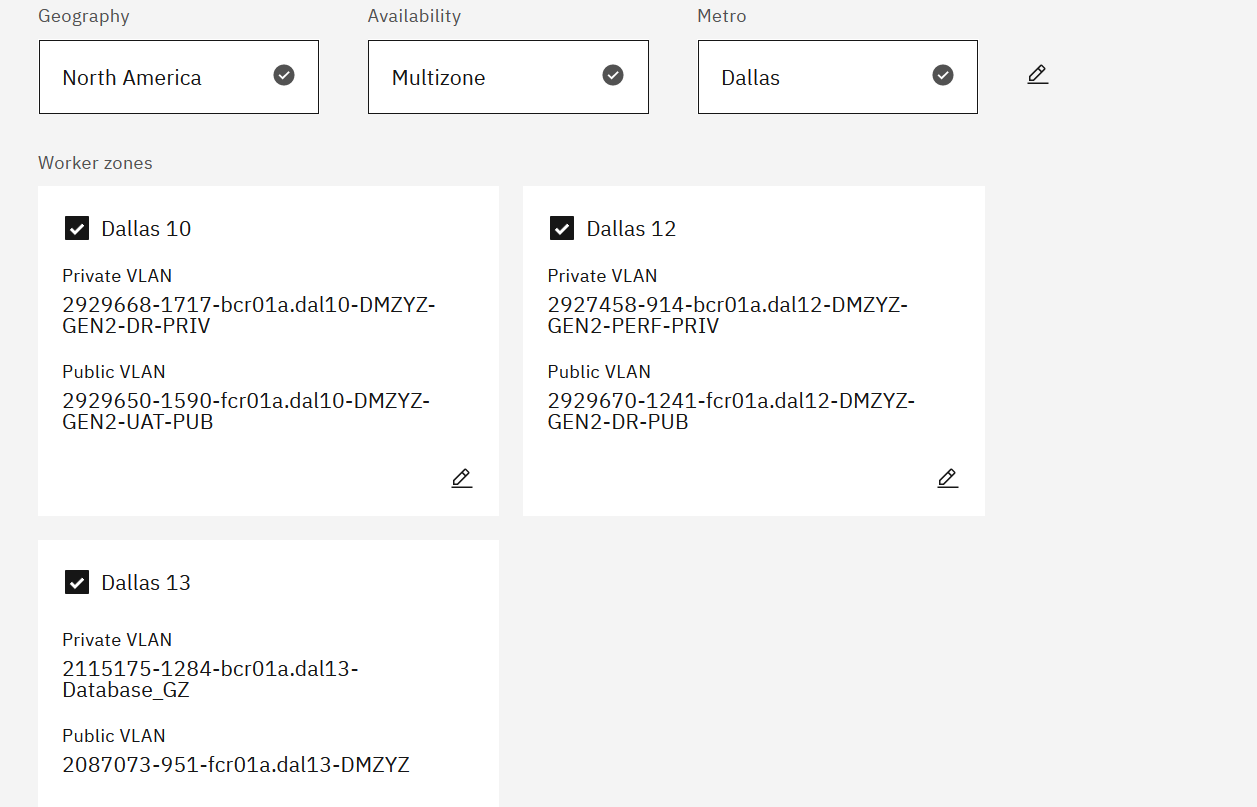 Geography
Availability
Metro
North America
Multizone
Dallas
Worker zones
Dallas 10
Private VLAN
2929668-1717-bcr01a.dal10-DMZYZ-
GEN2-DR-PRIV
Public VLAN
2929650-1590-fcr01a.dal10-DMZYZ-
GEN2-UAT-PUB
Dallas 12
Private VLAN
2927458-914-bcr01a.dal12-DMZYZ-
GEN2-PERF-PRIV
Public VLAN
2929670-1241-fcr01a.dal12-DMZYZ-
GEN2-DR-PUB
Dallas 13
Private VLAN
2115175-1284-bcr01a.dal13-
Database_GZ
Public VLAN
2087073-951-fcr01a.dal13-DMZYZ